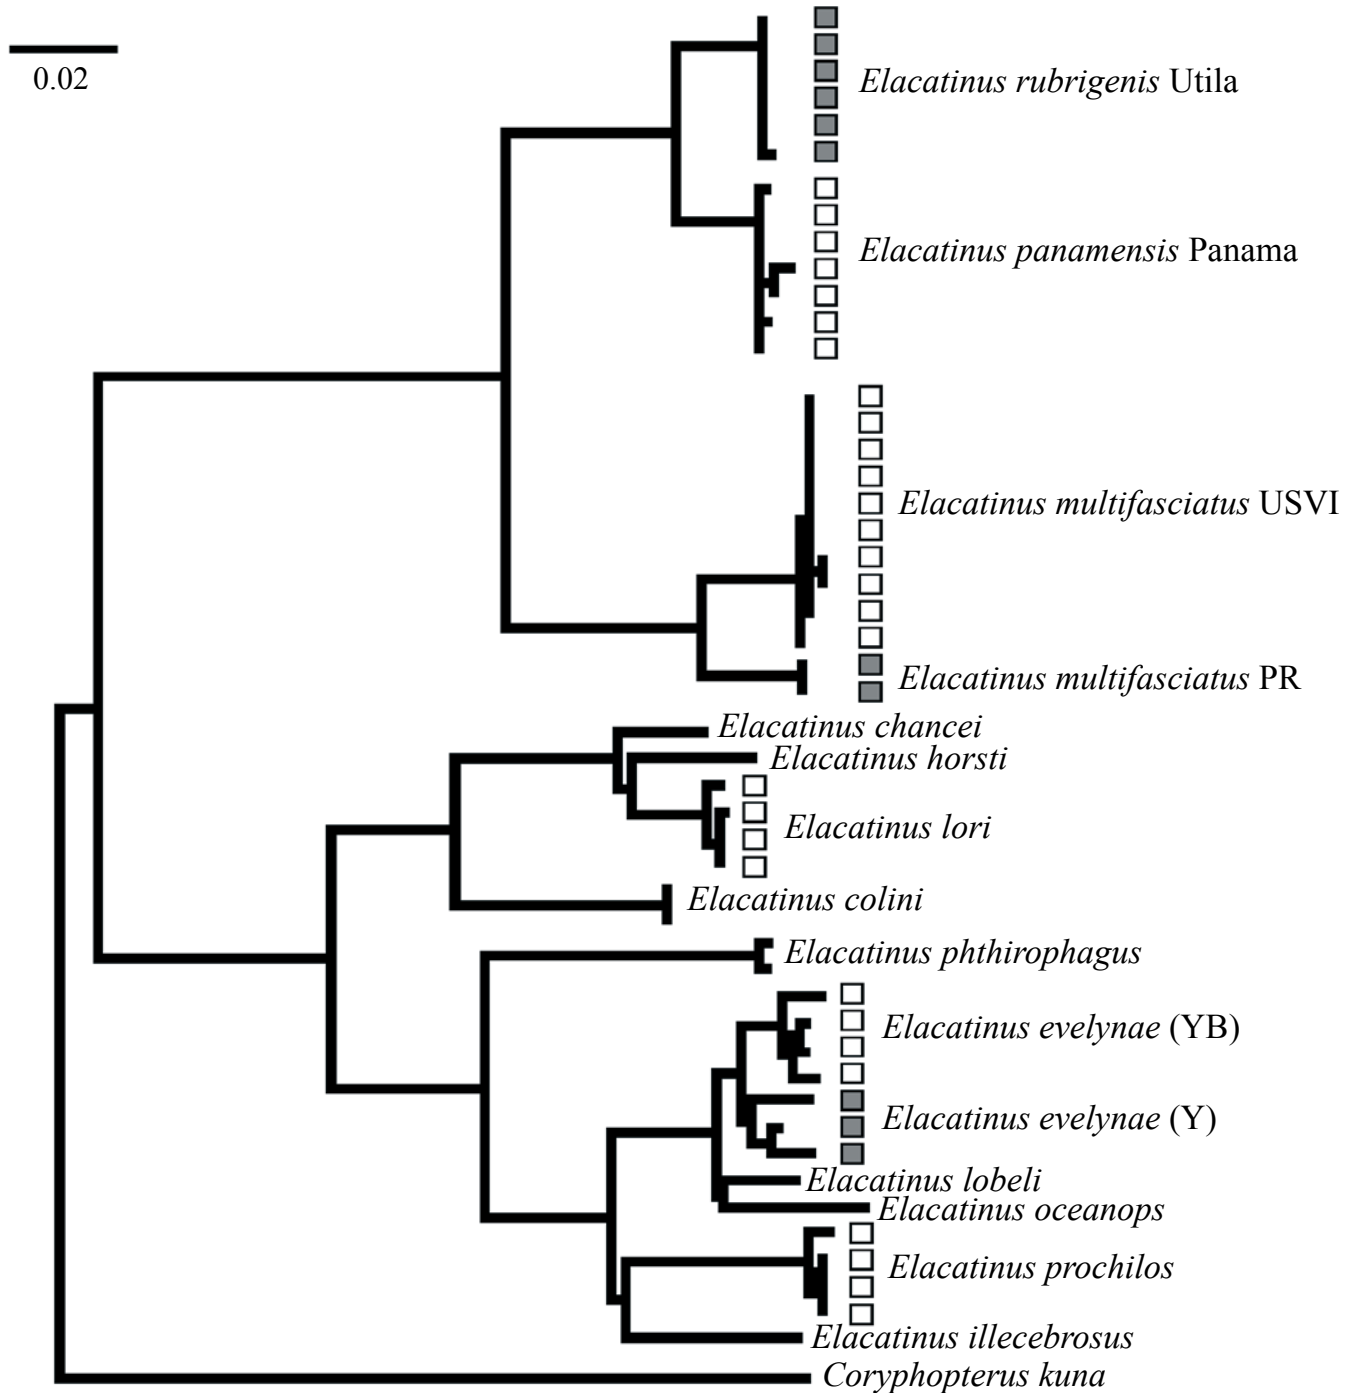 0.02
Elacatinus rubrigenis Utila
Elacatinus panamensis Panama
Elacatinus multifasciatus USVI
Elacatinus multifasciatus PR
Elacatinus chancei
Elacatinus horsti
Elacatinus lori
Elacatinus colini
Elacatinus phthirophagus
Elacatinus evelynae (YB)
Elacatinus evelynae (Y)
Elacatinus lobeli
Elacatinus oceanops
Elacatinus prochilos
Elacatinus illecebrosus
Coryphopterus kuna